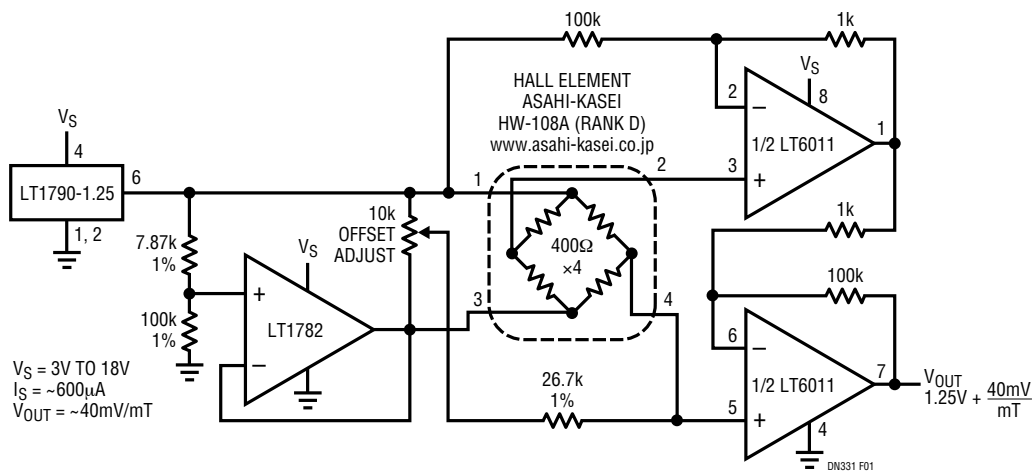 100k
1k
HALL ELEMENT
ASAHI-KASEI
HW-108A (RANK D)
www.asahi-kasei.co.jp
VS
8
2
−
1/2 LT6011
1
3
+
VS
4
LT1790-1.25
6
1, 2
1
2
10k
OFFSET
ADJUST
400Ω
×4
3
4
7.87k
1%
100k
1%
VS
+
LT1782
−
1k
100k
6
−
1/2 LT6011
7
5
+
4
26.7k
1%
VS = 3V TO 18V
IS = ~600µA
VOUT = ~40mV/mT
VOUT
1.25V + 40mV
mT
DN331 F01